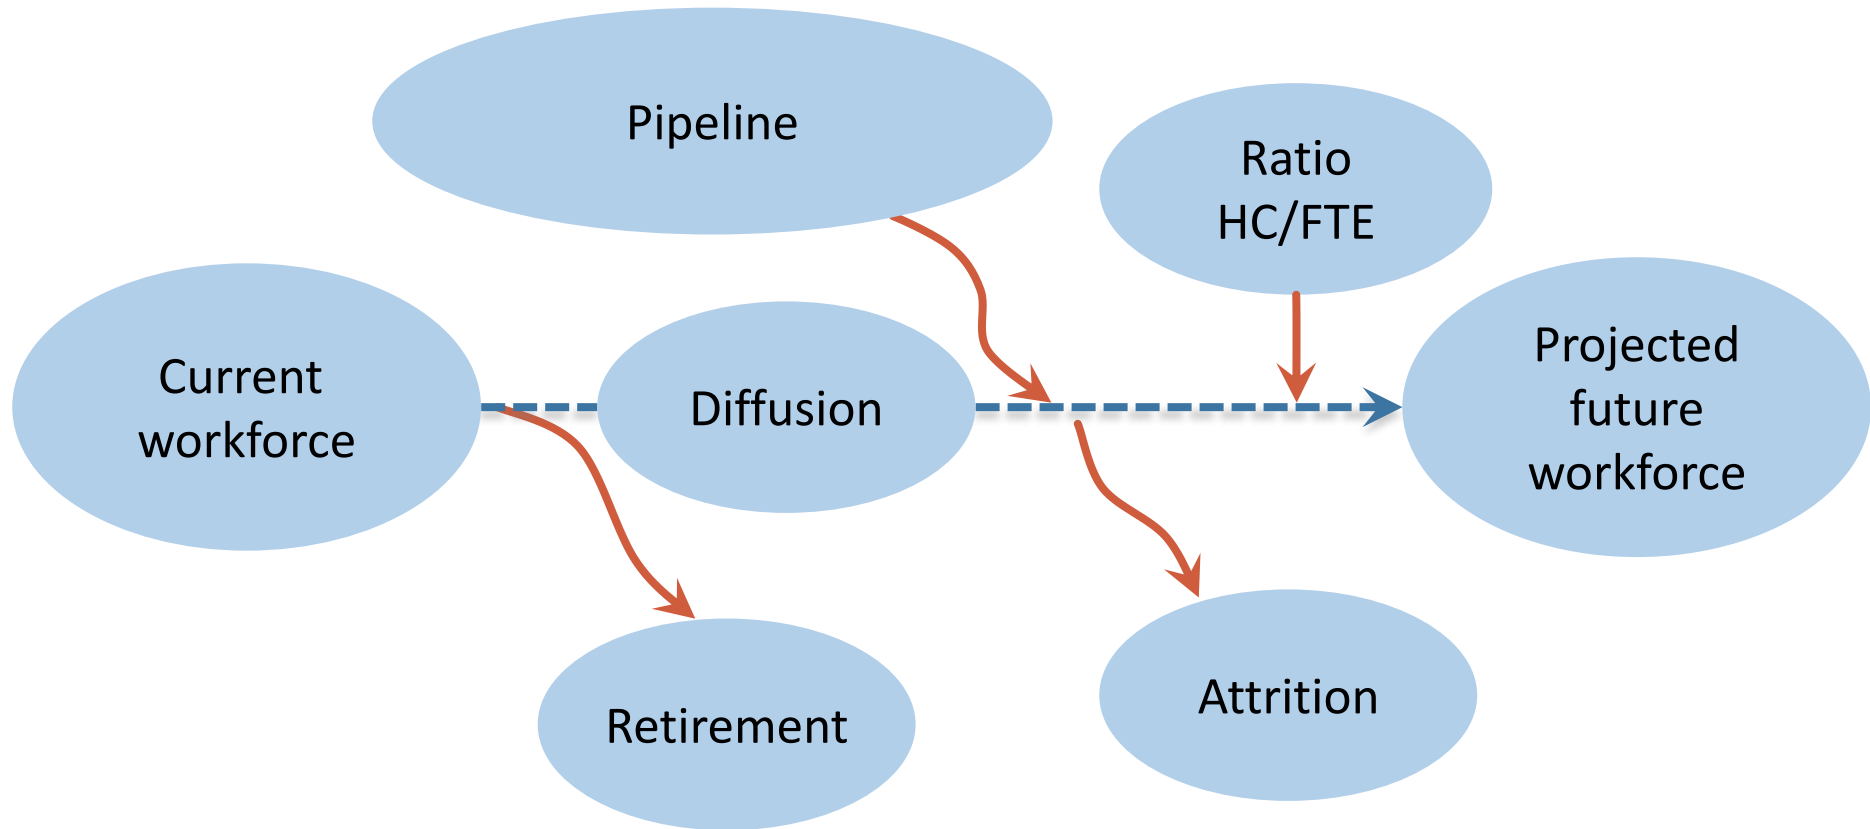 Pipeline
Ratio
HC/FTE
Current
workforce
Diffusion
Projected
future
workforce
Retirement
Attrition